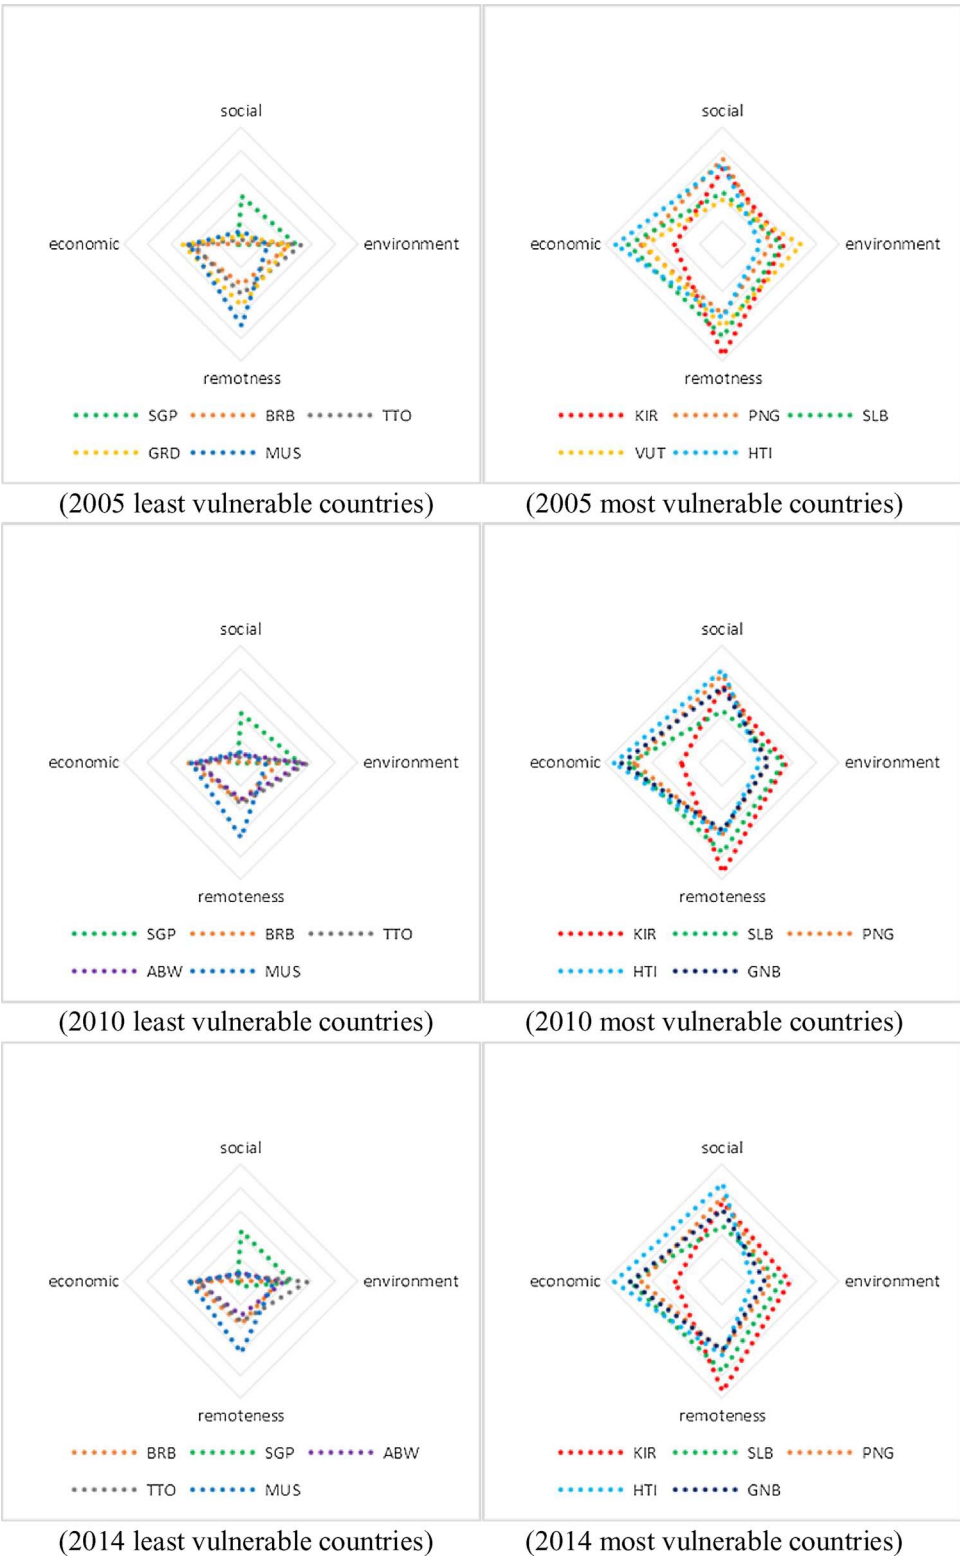 social
economic
environment
remotness
SGP BRB TTO
GRD MUS
(2005 least vulnerable countries)
social
economic
environment
remotness
KIR PNG SLB
VUT HTI
(2005 most vulnerable countries)
social
economic
environment
remoteness
SGP BRB TTO
ABW MUS
(2010 least vulnerable countries)
social
economic
environment
remoteness
KIR SLB PNG
HTI GNB
(2010 most vulnerable countries)
social
economic
environment
remoteness
BRB SGP ABW
TTO MUS
(2014 least vulnerable countries)
social
economic
environment
remoteness
KIR SLB PNG
HTI GNB
(2014 most vulnerable countries)